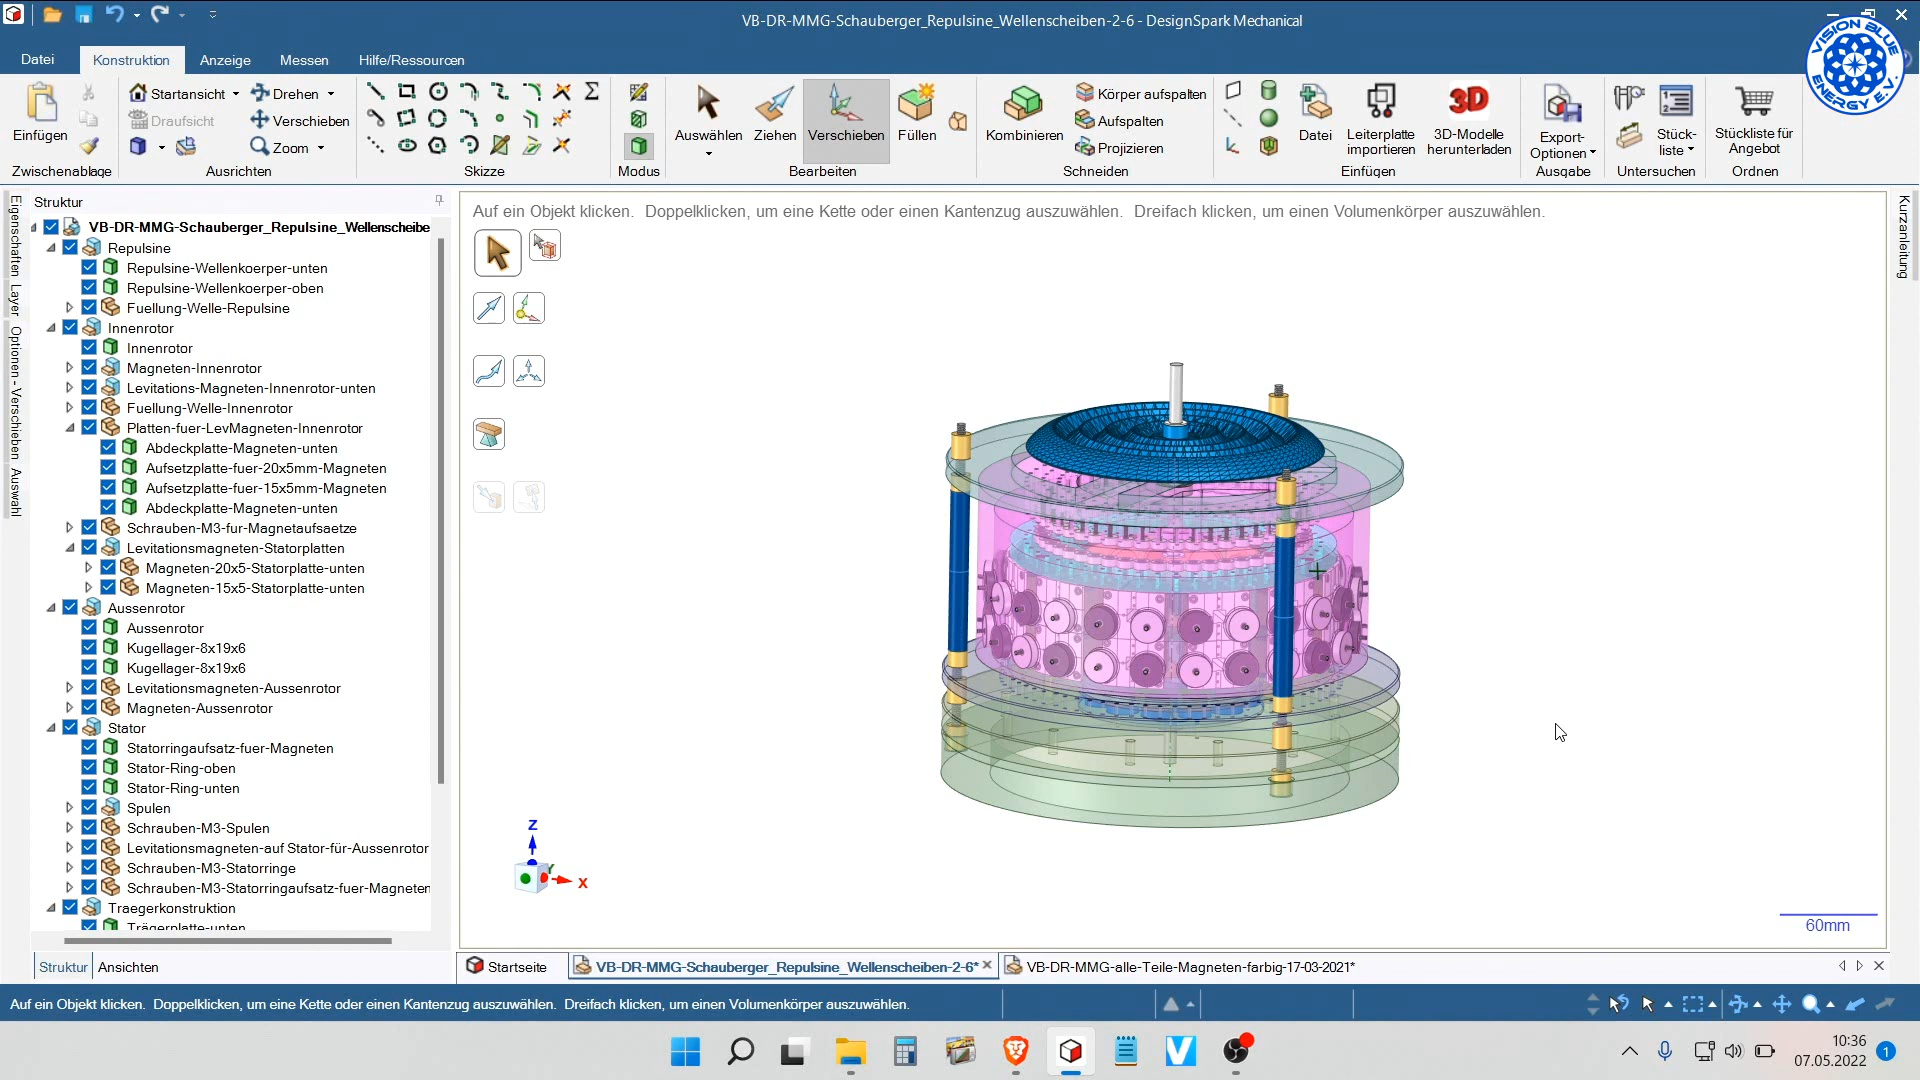 VB-DR-MMG-Schauberger_Repulsine_Wellenscheiben-2-6 - DesignSpark Mechanical
VISION BLUE
ENERGY E.V.
Datei
Konstruktion
Anzeige
Messen
Hilfe/Ressourcen
Einfügen
Startansicht
Draufsicht
Drehen
Verschieben
Zoom
Auswählen
Ziehen
Verschieben
Füllen
Kombinieren
Körper aufspalten
Aufspalten
Projizieren
Datei
Leiterplatte
importieren
3D
3D-Modelle
herunterladen
Export-
Optionen
Stück-
liste
Stückliste für
Angebot
Zwischenablage
Ausrichten
Skizze
Modus
Bearbeiten
Schneiden
Einfügen
Ausgabe
Untersuchen
Ordnen
Eigenschaften
Layer
Optionen - Verschieben
Auswahl
Struktur
VB-DR-MMG-Schauberger_Repulsine_Wellenscheibe
Repulsine
Repulsine-Wellenkoerper-unten
Repulsine-Wellenkoerper-oben
Fuellung-Welle-Repulsine
Innenrotor
Innenrotor
Magneten-Innenrotor
Levitations-Magneten-Innenrotor-unten
Fuellung-Welle-Innenrotor
Platten-fuer-LevMagneten-Innenrotor
Abdeckplatte-Magneten-unten
Aufsetzplatte-fuer-20x5mm-Magneten
Aufsetzplatte-fuer-15x5mm-Magneten
Abdeckplatte-Magneten-unten
Schrauben-M3-fur-Magnetaufsaetze
Levitationsmagneten-Statorplatten
Magneten-20x5-Statorplatte-unten
Magneten-15x5-Statorplatte-unten
Aussenrotor
Aussenrotor
Kugellager-8x19x6
Kugellager-8x19x6
Levitationsmagneten-Aussenrotor
Magneten-Aussenrotor
Stator
Statorringaufsatz-fuer-Magneten
Stator-Ring-oben
Stator-Ring-unten
Spulen
Schrauben-M3-Spulen
Levitationsmagneten-auf Stator-für-Aussenrotor
Schrauben-M3-Statorringe
Schrauben-M3-Statorringaufsatz-fuer-Magneten
Traegerkonstruktion
Trägerplatte-unten
Struktur
Ansichten
Auf ein Objekt klicken. Doppelklicken, um eine Kette oder einen Kantenzug auszuwählen. Dreifach klicken, um einen Volumenkörper auszuwählen.
Kurzanleitung
Z
Y
X
60mm
Startseite
VB-DR-MMG-Schauberger_Repulsine_Wellenscheiben-2-6*
VB-DR-MMG-alle-Teile-Magneten-farbig-17-03-2021*
Auf ein Objekt klicken. Doppelklicken, um eine Kette oder einen Kantenzug auszuwählen. Dreifach klicken, um einen Volumenkörper auszuwählen.
10:36
07.05.2022
1